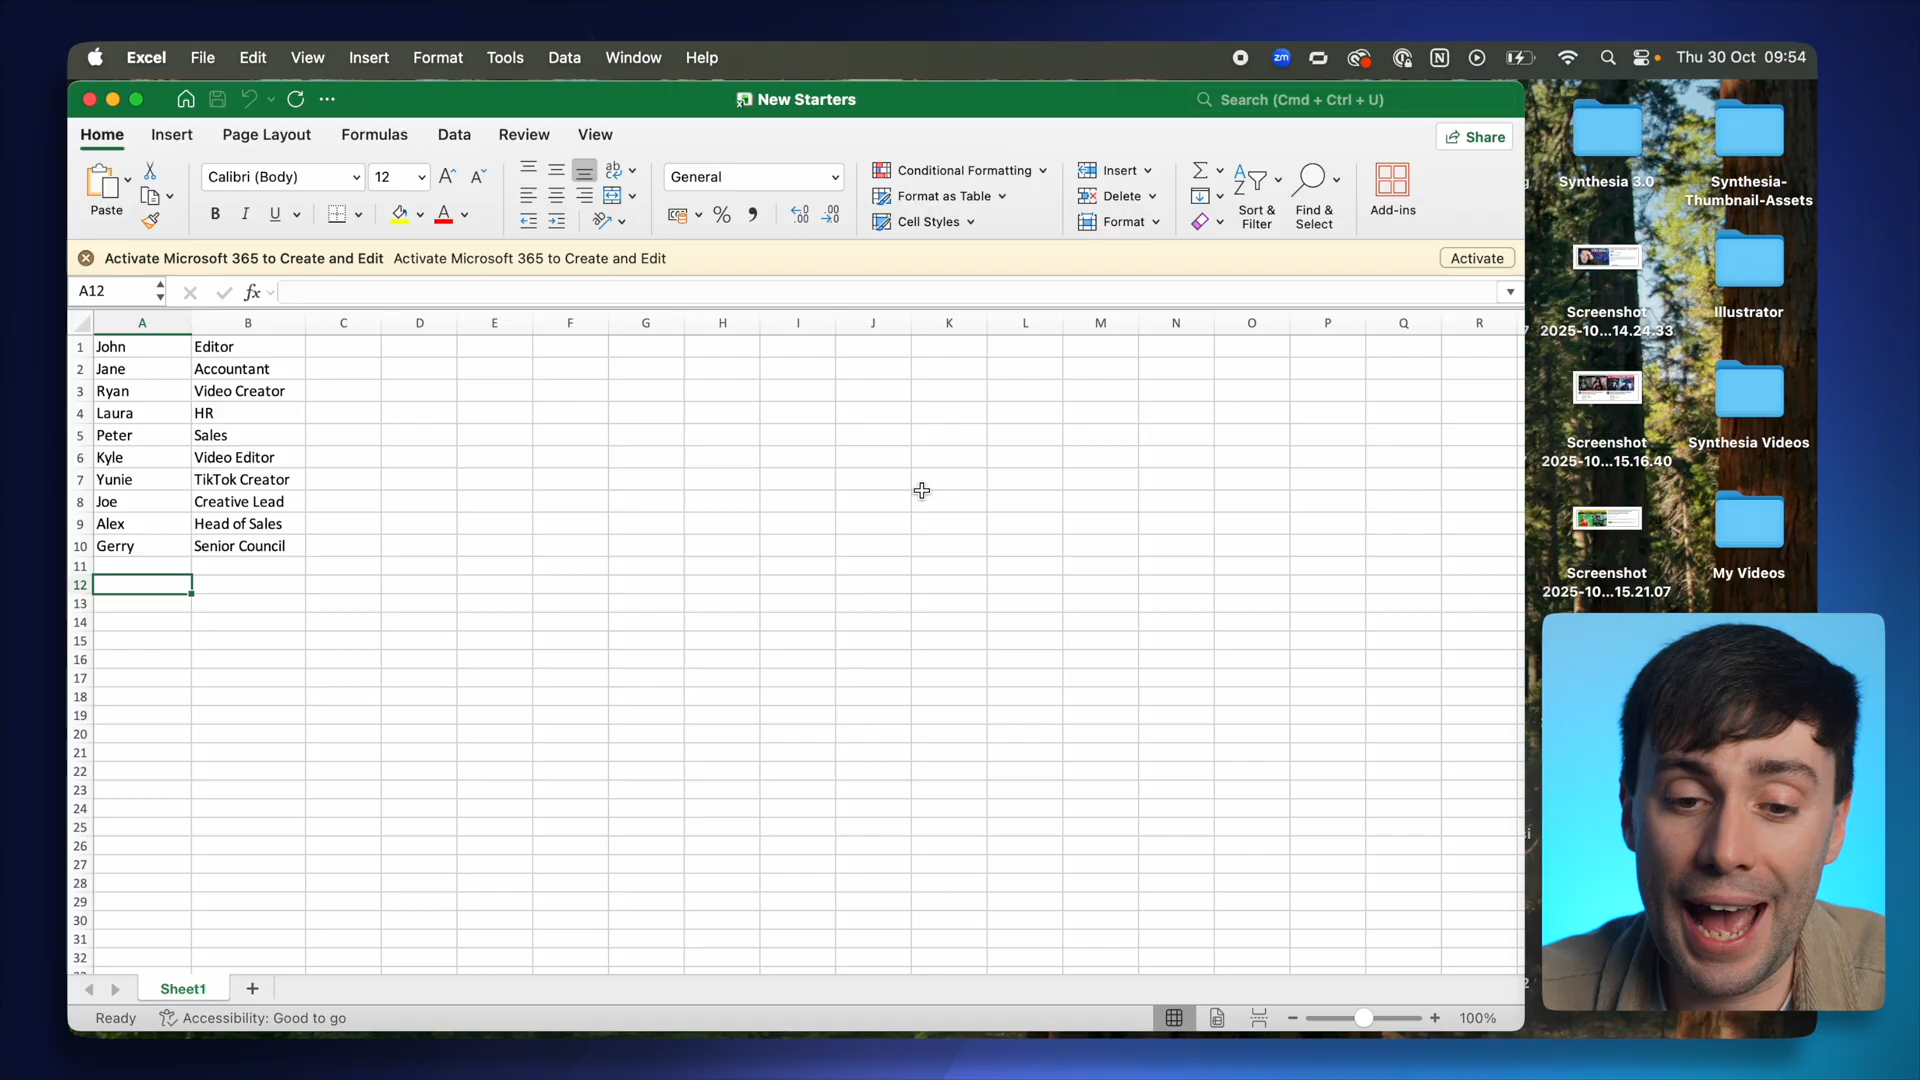 Excel File Edit View Insert Format Tools Data Window Help zm Thu 30 Oct 09:54
New Starters Search (Cmd + Ctrl + U)
Home Insert Page Layout Formulas Data Review View Share
Paste Calibri (Body) 12 General Conditional Formatting Insert
Format as Table Delete
B I U Cell Styles Format
Sort & Filter Find & Select Add-ins
Activate Microsoft 365 to Create and Edit Activate Microsoft 365 to Create and Edit Activate
A12 fx
A B C D E F G H I J K L M N O P Q R
1 John Editor
2 Jane Accountant
3 Ryan Video Creator
4 Laura HR
5 Peter Sales
6 Kyle Video Editor
7 Yunie TikTok Creator
8 Joe Creative Lead
9 Alex Head of Sales
10 Gerry Senior Council
11
12
13
14
15
16
17
18
19
20
21
22
23
24
25
26
27
28
29
30
31
32
Sheet1
Ready Accessibility: Good to go 100%
Synthesia 3.0
Synthesia-
Thumbnail-Assets
Screenshot
2025-10...14.24.33
Illustrator
Screenshot
2025-10...15.16.40
Synthesia Videos
Screenshot
2025-10...15.21.07
My Videos